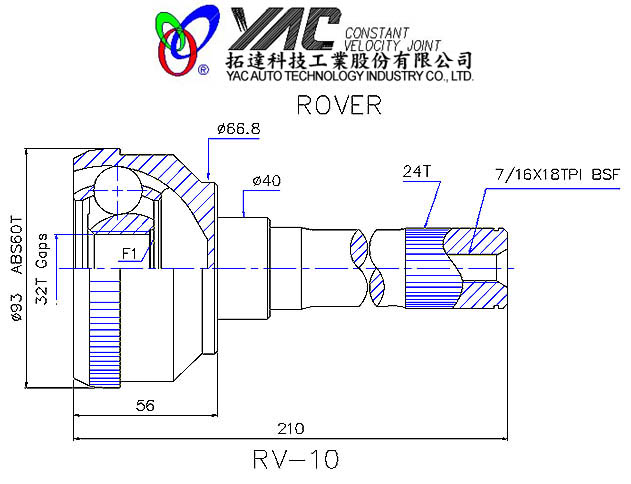 YAC CONSTANT
VELOCITY JOINT
®
拓達科技工業股份有限公司
YAC AUTO TECHNOLOGY INDUSTRY CO., LTD.
ROVER
ø66.8
ø40
24T
7/16X18TPI BSF
F1
32T Gaps
ø93 ABS60T
56
210
RV-10